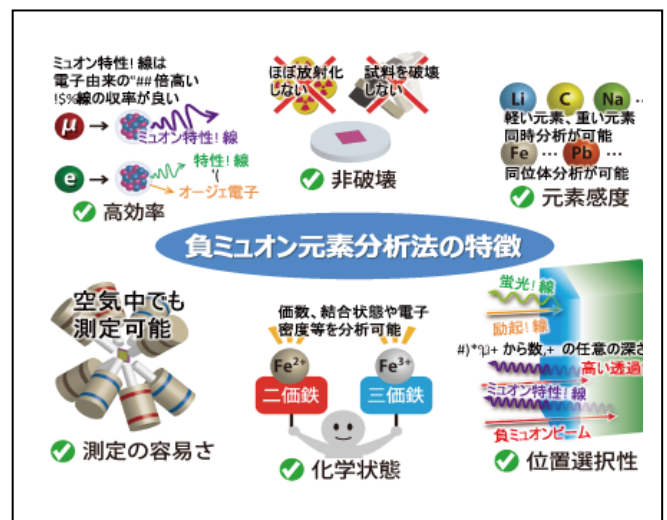 ミュオン特性!線は
電子由来の"##倍高い
!$%線の収率が良い
μ
ミュオン特性!線
e
特性!線
'(
オージェ電子
高効率
ほぼ放射化
しない
試料を破壊
しない
非破壊
Li C Na …
軽い元素、重い元素
同時分析が可能
Fe … Pb …
同位体分析が可能
元素感度
負ミュオン元素分析法の特徴
空気中でも
測定可能
測定の容易さ
価数、結合状態や電子
密度等を分析可能
Fe2+ Fe3+
二価鉄 三価鉄
化学状態
蛍光!線
励起!線
から数,+ の任意の深さ
高い透過
ミュオン特性!線
負ミュオンビーム
位置選択性